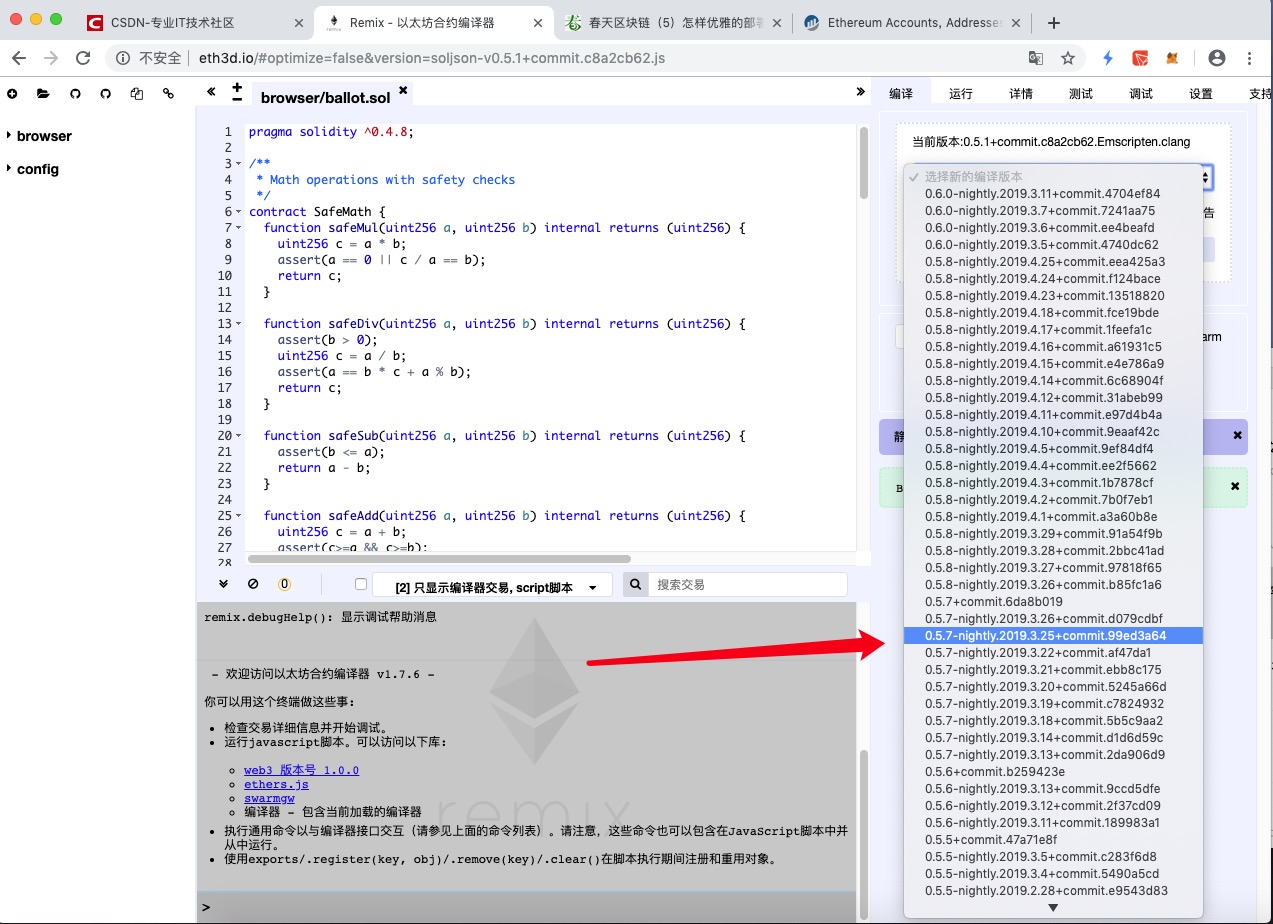 CSDN-专业IT技术社区
Remix - 以太坊合约编译器
春天区块链（5）怎样优雅的部署
Ethereum Accounts, Addresses
不安全
eth3d.io/#optimize=false&version=soljson-v0.5.1+commit.c8a2cb62.js
browser/ballot.sol
编译
运行
详情
测试
调试
设置
支持
browser
config
1 pragma solidity ^0.4.8;
2
3 /**
4 * Math operations with safety checks
5 */
6 contract SafeMath {
7 function safeMul(uint256 a, uint256 b) internal returns (uint256) {
8 uint256 c = a * b;
9 assert(a == 0 || c / a == b);
10 return c;
11 }
12
13 function safeDiv(uint256 a, uint256 b) internal returns (uint256) {
14 assert(b > 0);
15 uint256 c = a / b;
16 assert(a == b * c + a % b);
17 return c;
18 }
19
20 function safeSub(uint256 a, uint256 b) internal returns (uint256) {
21 assert(b <= a);
22 return a - b;
23 }
24
25 function safeAdd(uint256 a, uint256 b) internal returns (uint256) {
26 uint256 c = a + b;
27 assert(c>=a && c>=b);
28
0
[2] 只显示编译器交易, script脚本
搜索交易
remix.debugHelp(): 显示调试帮助消息
- 欢迎访问以太坊合约编译器 v1.7.6 -
你可以用这个终端做这些事：
检查交易详细信息并开始调试。
运行javascript脚本。可以访问以下库：
web3 版本号 1.0.0
ethers.js
swarmgw
编译器 - 包含当前加载的编译器
remix
执行通用命令以与编译器接口交互（请参见上面的命令列表）。请注意，这些命令也可以包含在JavaScript脚本中并
从中运行。
使用exports/.register(key, obj)/.remove(key)/.clear()在脚本执行期间注册和重用对象。
>
当前版本:0.5.1+commit.c8a2cb62.Emscripten.clang
选择新的编译版本
0.6.0-nightly.2019.3.11+commit.4704ef84
0.6.0-nightly.2019.3.7+commit.7241aa75
0.6.0-nightly.2019.3.6+commit.ee4beafd
0.6.0-nightly.2019.3.5+commit.4740dc62
0.5.8-nightly.2019.4.25+commit.eea425a3
0.5.8-nightly.2019.4.24+commit.f124bace
0.5.8-nightly.2019.4.23+commit.13518820
0.5.8-nightly.2019.4.18+commit.fce19bde
0.5.8-nightly.2019.4.17+commit.1feefa1c
0.5.8-nightly.2019.4.16+commit.a61931c5
0.5.8-nightly.2019.4.15+commit.e4e786a9
0.5.8-nightly.2019.4.14+commit.6c68904f
0.5.8-nightly.2019.4.12+commit.31abeb99
0.5.8-nightly.2019.4.11+commit.e97d4b4a
0.5.8-nightly.2019.4.10+commit.9eaaf42c
0.5.8-nightly.2019.4.5+commit.9ef84df4
0.5.8-nightly.2019.4.4+commit.ee2f5662
0.5.8-nightly.2019.4.3+commit.1b7878cf
0.5.8-nightly.2019.4.2+commit.7b0f7eb1
0.5.8-nightly.2019.4.1+commit.a3a60b8e
0.5.8-nightly.2019.3.29+commit.91a54f9b
0.5.8-nightly.2019.3.28+commit.2bbc41ad
0.5.8-nightly.2019.3.27+commit.97818f65
0.5.8-nightly.2019.3.26+commit.b85fc1a6
0.5.7+commit.6da8b019
0.5.7-nightly.2019.3.26+commit.d079cdbf
0.5.7-nightly.2019.3.25+commit.99ed3a64
0.5.7-nightly.2019.3.22+commit.af47da1
0.5.7-nightly.2019.3.21+commit.ebb8c175
0.5.7-nightly.2019.3.20+commit.5245a66d
0.5.7-nightly.2019.3.19+commit.c7824932
0.5.7-nightly.2019.3.18+commit.5b5c9aa2
0.5.7-nightly.2019.3.14+commit.d1d6d59c
0.5.7-nightly.2019.3.13+commit.2da906d9
0.5.6+commit.b259423e
0.5.6-nightly.2019.3.13+commit.9ccd5dfe
0.5.6-nightly.2019.3.12+commit.2f37cd09
0.5.6-nightly.2019.3.11+commit.189983a1
0.5.5+commit.47a71e8f
0.5.5-nightly.2019.3.5+commit.c283f6d8
0.5.5-nightly.2019.3.4+commit.5490a5cd
0.5.5-nightly.2019.2.28+commit.e9543d83
告
arm
静
B